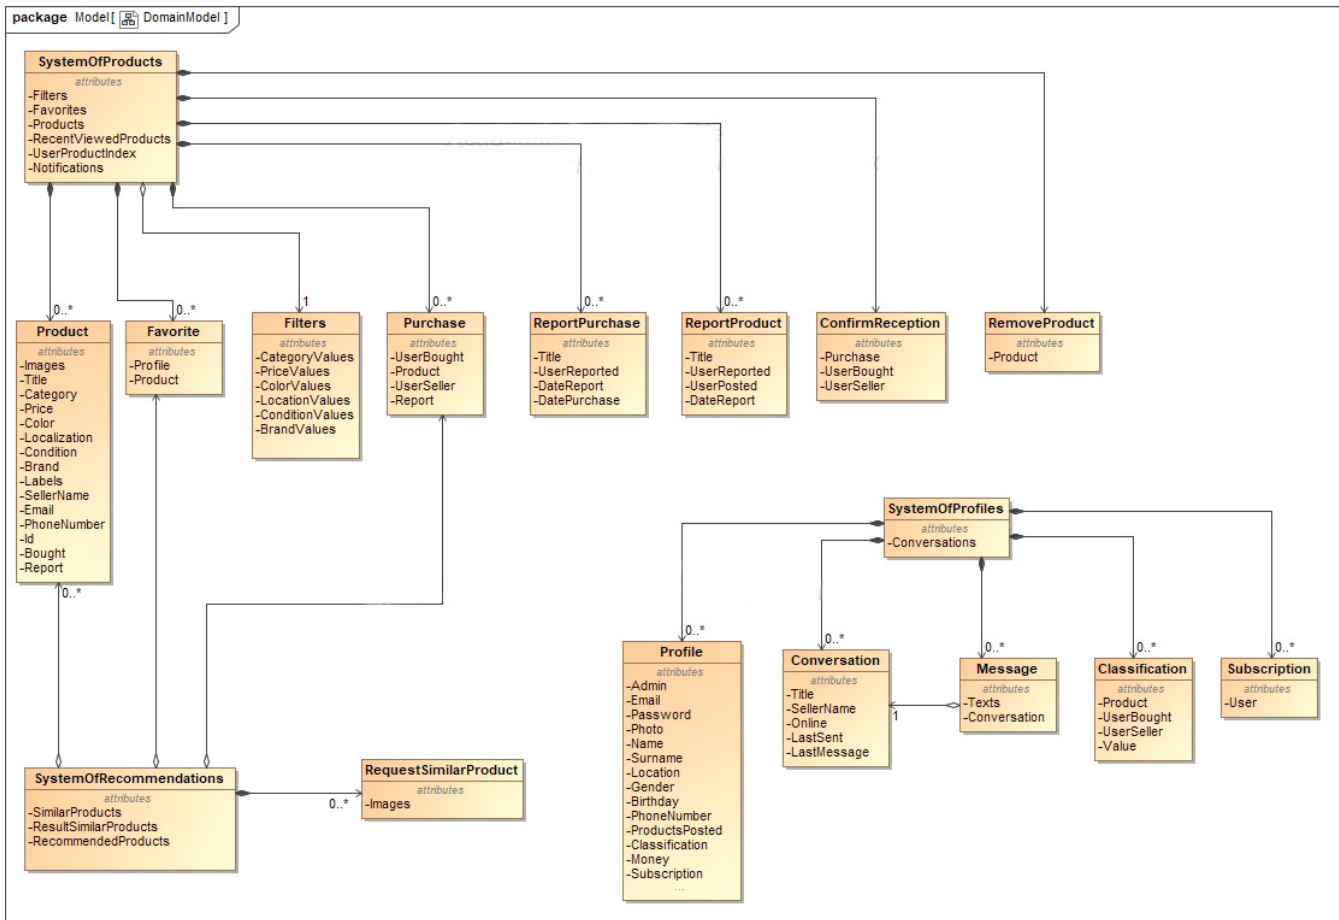 package Model[ DomainModel ]
SystemOfProducts
attributes
-Filters
-Favorites
-Products
-RecentViewedProducts
-UserProductIndex
-Notifications
0..*
0..*
1
0..*
0..*
0..*
Product
attributes
-Images
-Title
-Category
-Price
-Color
-Localization
-Condition
-Brand
-Labels
-SellerName
-Email
-PhoneNumber
-Id
-Bought
-Report
0..*
Favorite
attributes
-Profile
-Product
Filters
attributes
-CategoryValues
-PriceValues
-ColorValues
-LocationValues
-ConditionValues
-BrandValues
Purchase
attributes
-UserBought
-Product
-UserSeller
-Report
ReportPurchase
attributes
-Title
-UserReported
-DateReport
-DatePurchase
ReportProduct
attributes
-Title
-UserReported
-UserPosted
-DateReport
ConfirmReception
attributes
-Purchase
-UserBought
-UserSeller
RemoveProduct
attributes
-Product
SystemOfProfiles
attributes
-Conversations
0..*
0..*
0..*
0..*
0..*
Profile
attributes
-Admin
-Email
-Password
-Photo
-Name
-Surname
-Location
-Gender
-Birthday
-PhoneNumber
-ProductsPosted
-Classification
-Money
-Subscription
...
Conversation
attributes
-Title
-SellerName
-Online
-LastSent
-LastMessage
1
Message
attributes
-Texts
-Conversation
Classification
attributes
-Product
-UserBought
-UserSeller
-Value
Subscription
attributes
-User
SystemOfRecommendations
attributes
-SimilarProducts
-ResultSimilarProducts
-RecommendedProducts
0..*
RequestSimilarProduct
attributes
-Images